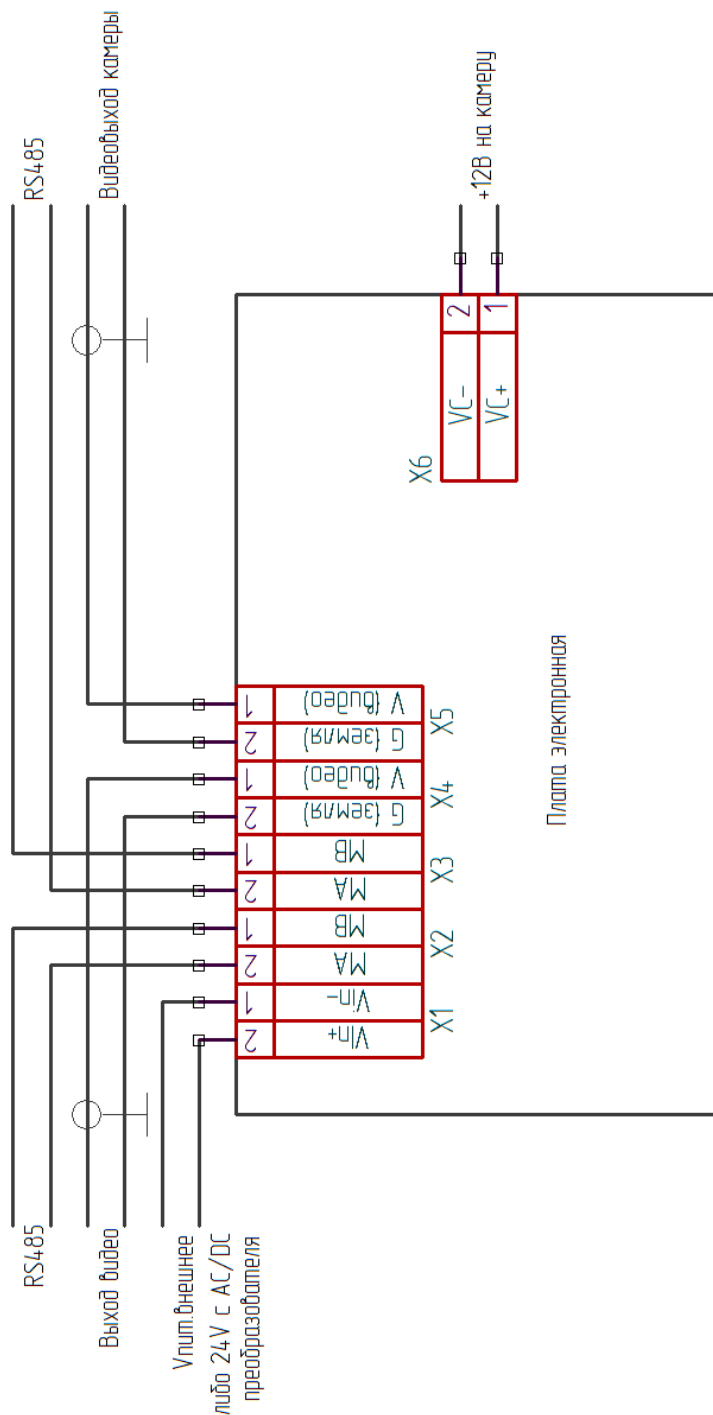 RS485
Видеовыход камеры
+12В на камеру
2
VC-
1
VC+
X6
1
V (видео)
2
G (земля)
X5
1
V (видео)
2
G (земля)
X4
1
MB
2
MA
X3
1
MB
2
MA
X2
1
Vin-
2
VIn+
X1
Плата электронная
RS485
Выход видео
Vпит.внешнее
либо 24V с AC/DC
преобразователя